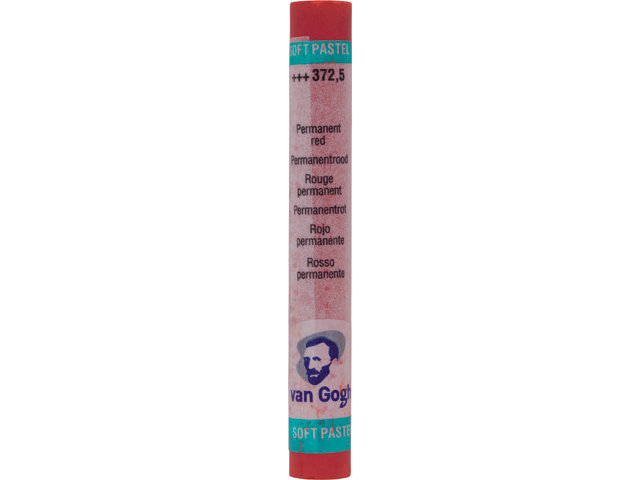 SOFT PASTEL
+++ 372,5
Permanent
red
Permanentrood
Rouge
permanent
Permanentrot
Rojo
permanente
Rosso
permanente
van Gogh
SOFT PASTEL